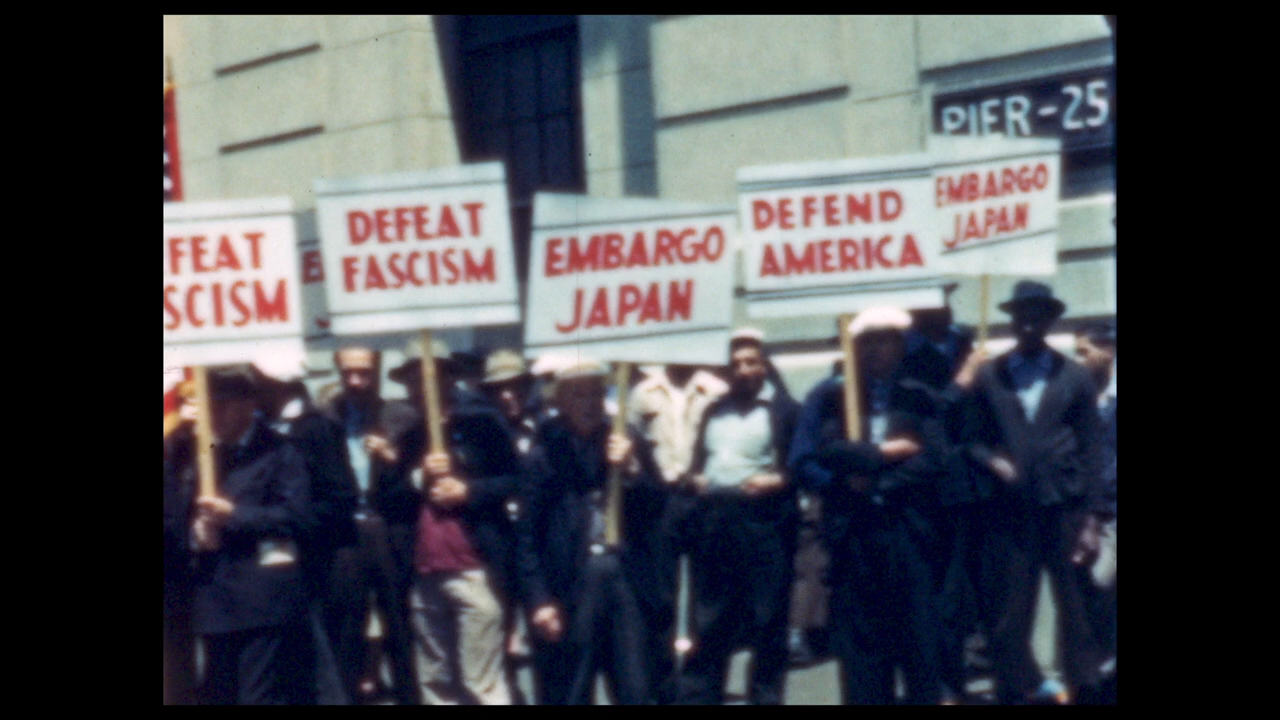 PIER-25
FEAT
SCISM
DEFEAT
FASCISM
EMBARGO
JAPAN
DEFEND
AMERICA
EMBARGO
JAPAN